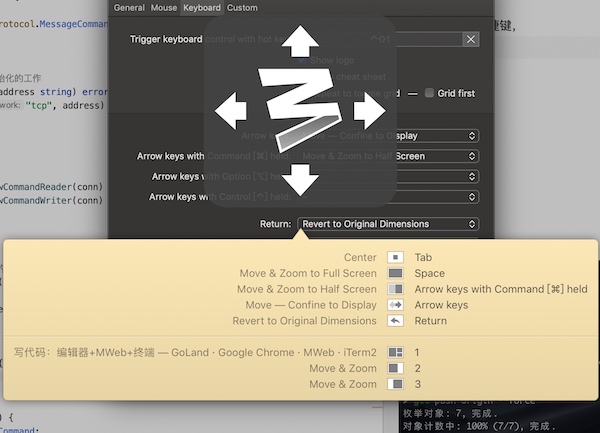 General Mouse Keyboard Custom
rotocol.MessageComman
捷键，
Trigger keyboard control with hot key
^⇧1
Show logo
cheat sheet
始化的工作
address string) error
to toggle grid — Grid first
work: "tcp", address)
Arrow keys: Move — Confine to Display
Arrow keys with Command [⌘] held: Move & Zoom to Half Screen
Arrow keys with Option [⌥] held:
wCommandReader(conn)
wCommandWriter(conn)
Arrow keys with Control [^] held:
Return: Revert to Original Dimensions
Center Tab
Move & Zoom to Full Screen Space
Move & Zoom to Half Screen Arrow keys with Command [⌘] held
Move — Confine to Display Arrow keys
Revert to Original Dimensions Return
写代码：编辑器+MWeb+终端 — GoLand · Google Chrome · MWeb · iTerm2 1
Move & Zoom 2
Move & Zoom 3
枚举对象: 7, 完成.
) {
对象计数中: 100% (7/7), 完成.
Command: